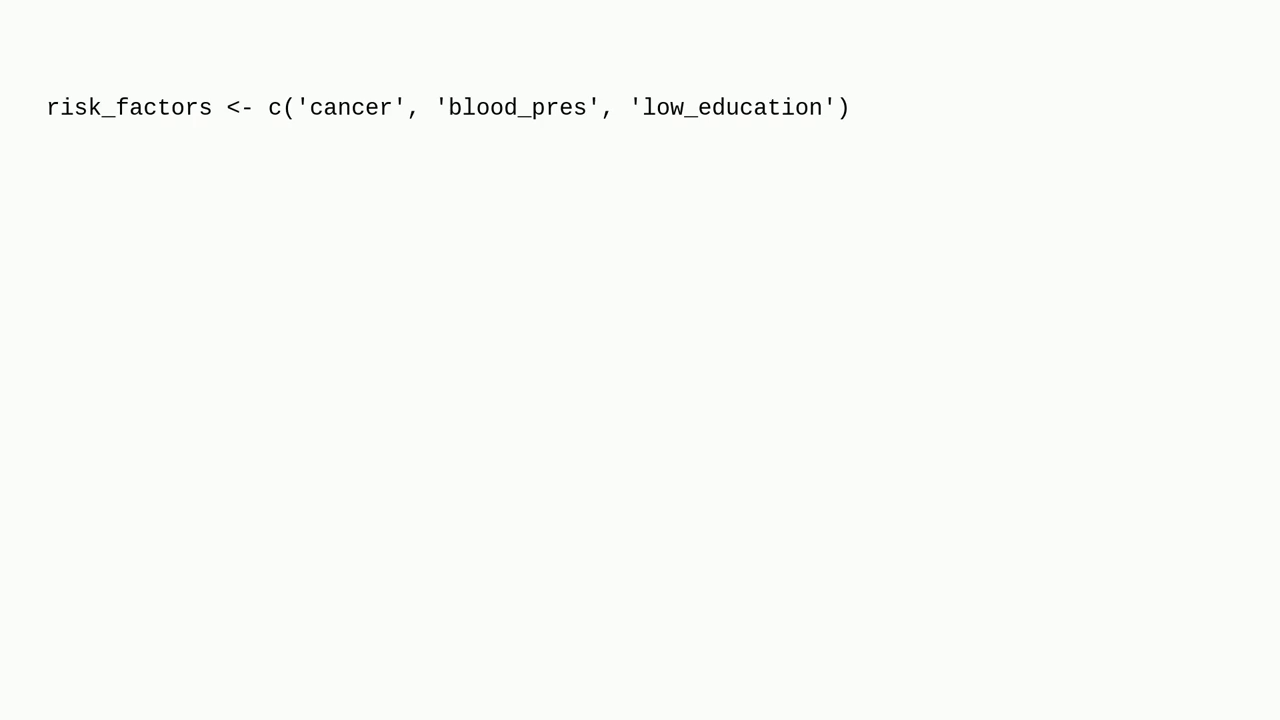 risk_factors <- c('cancer', 'blood_pres', 'low_education')